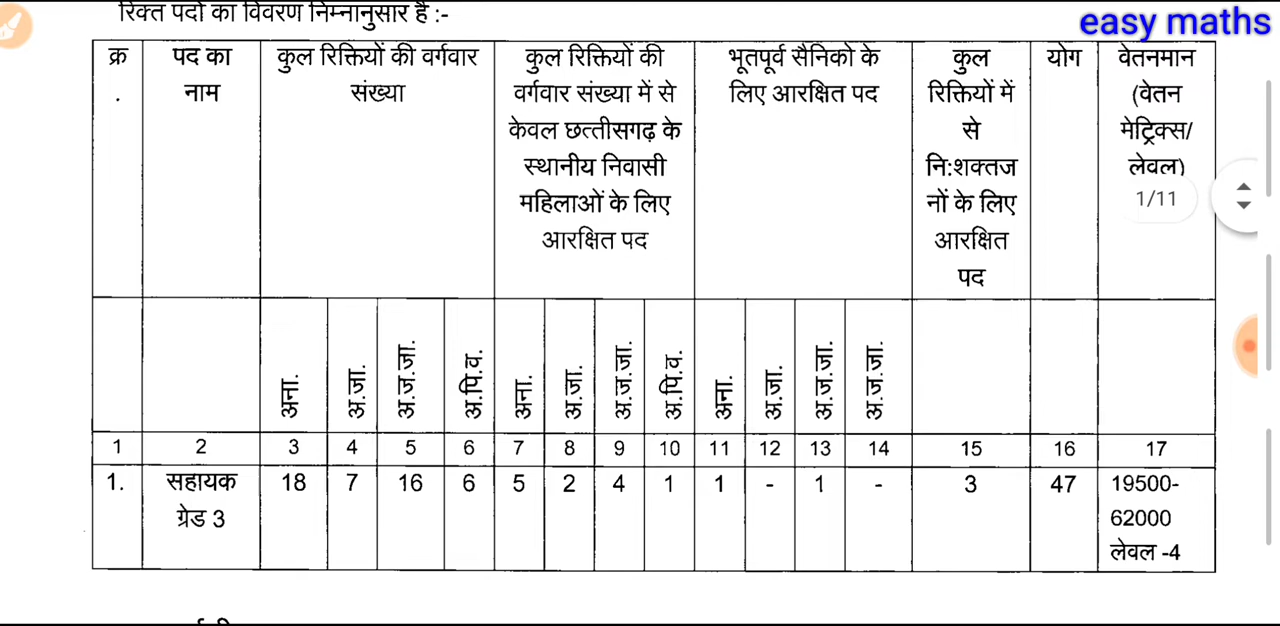 रिक्त पदो का विवरण निम्नानुसार है :-
easy maths
क्र
.
पद का
नाम
कुल रिक्तियों की वर्गवार
संख्या
कुल रिक्तियों की
वर्गवार संख्या में से
केवल छत्तीसगढ़ के
स्थानीय निवासी
महिलाओं के लिए
आरक्षित पद
भूतपूर्व सैनिको के
लिए आरक्षित पद
कुल
रिक्तियों में
से
नि:शक्तज
नों के लिए
आरक्षित
पद
योग
वेतनमान
(वेतन
मेट्रिक्स/
लेवल)
1/11
अना.
अ.जा.
अ.ज.जा.
अ.पि.व.
अना.
अ.जा.
अ.ज.जा.
अ.पि.व.
अना.
अ.जा.
अ.ज.जा.
अ.ज.जा.
1 2 3 4 5 6 7 8 9 10 11 12 13 14 15 16 17
1. सहायक 18 7 16 6 5 2 4 1 1 - 1 - 3 47 19500-
ग्रेड 3 62000
लेवल -4